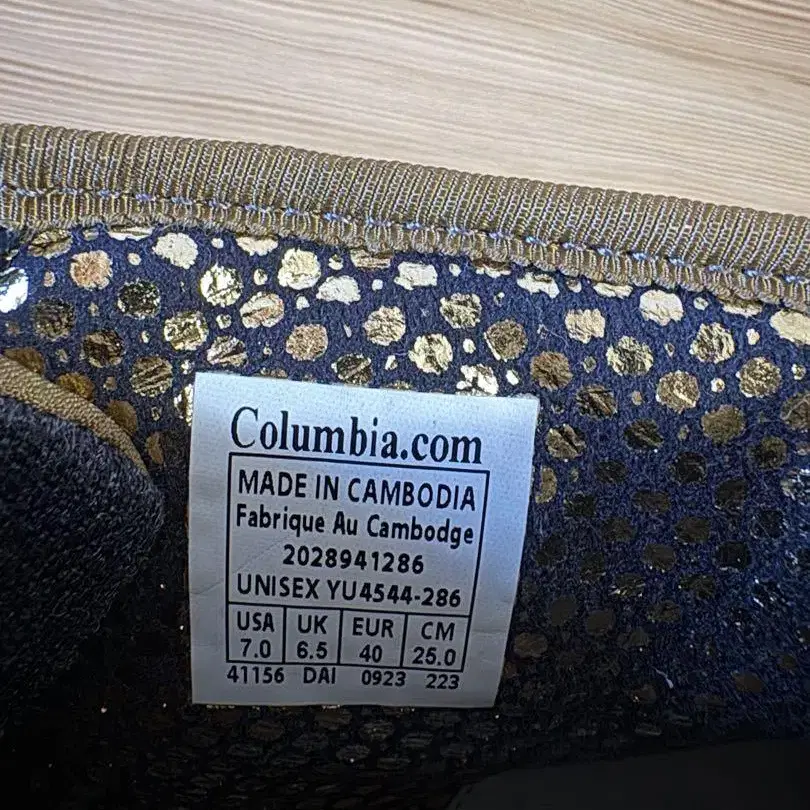 Columbia.com
MADE IN CAMBODIA
Fabrique Au Cambodge
2028941286
UNISEX YU4544-286
USA UK EUR CM
7.0 6.5 40 25.0
41156 DAI 0923 223